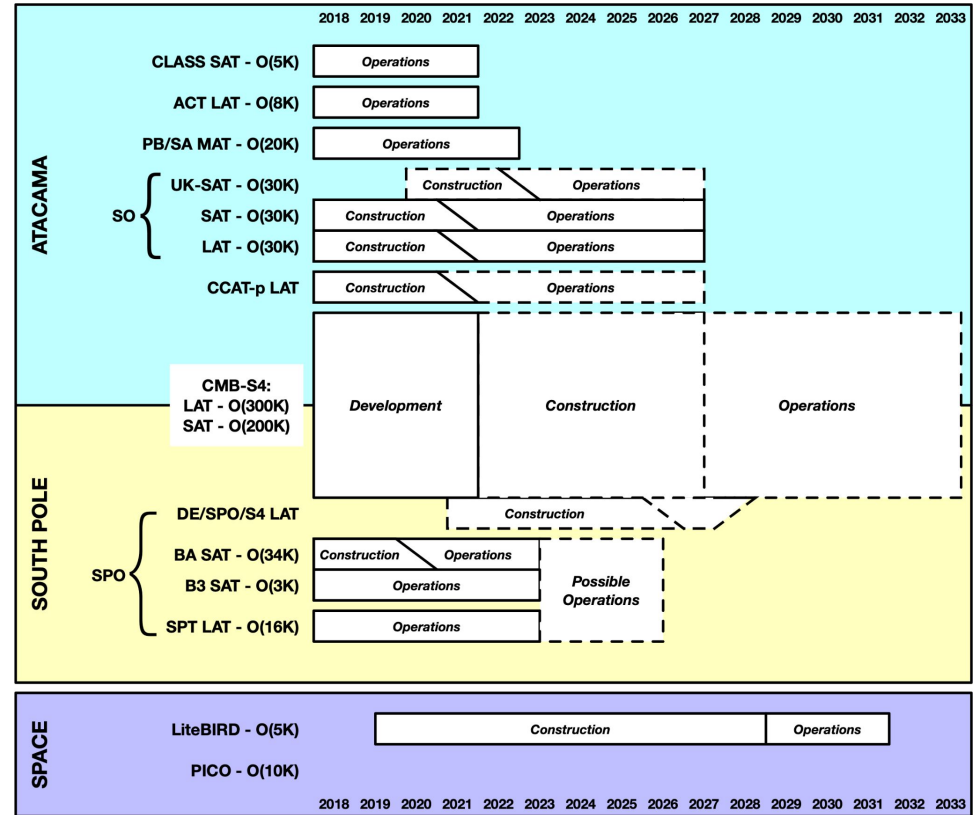 2018 2019 2020 2021 2022 2023 2024 2025 2026 2027 2028 2029 2030 2031 2032 2033
ATACAMA
CLASS SAT - O(5K) Operations
ACT LAT - O(8K) Operations
PB/SA MAT - O(20K) Operations
SO
UK-SAT - O(30K) Construction Operations
SAT - O(30K) Construction Operations
LAT - O(30K) Construction Operations
CCAT-p LAT Construction Operations
CMB-S4:
LAT - O(300K)
SAT - O(200K)
Development Construction Operations
SOUTH POLE
DE/SPO/S4 LAT Construction
SPO
BA SAT - O(34K) Construction Operations
B3 SAT - O(3K) Operations
Possible
Operations
SPT LAT - O(16K) Operations
SPACE
LiteBIRD - O(5K) Construction Operations
PICO - O(10K)
2018 2019 2020 2021 2022 2023 2024 2025 2026 2027 2028 2029 2030 2031 2032 2033